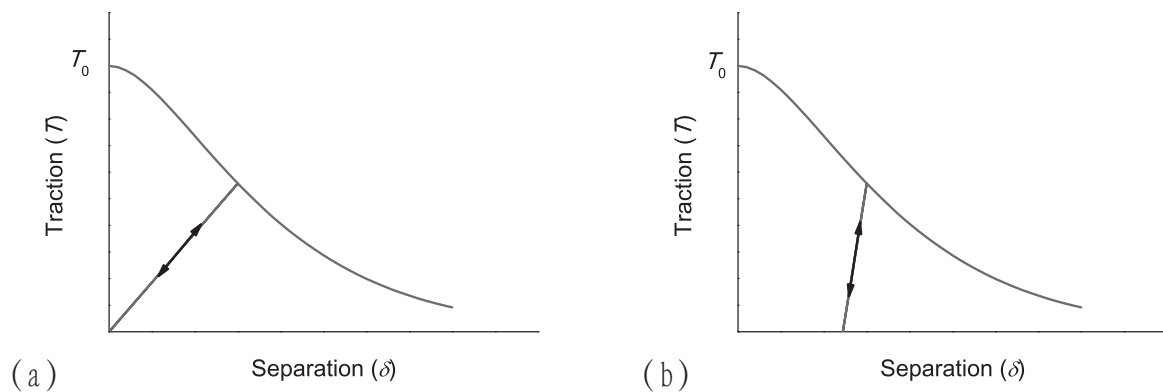 T0
Traction (T)
Separation (δ)
(a)
T0
Traction (T)
Separation (δ)
(b)